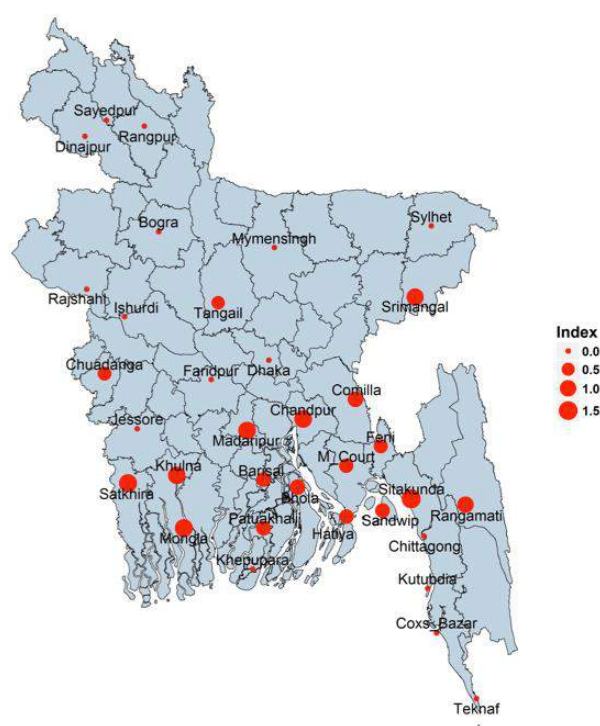 Sayedpur
Rangpur
Dinajpur
Bogra
Sylhet
Mymensingh
Rajshahi
Ishurdi
Tangail
Srimangal
Index
0.0
0.5
1.0
1.5
Chuadanga
Faridpur
Dhaka
Comilla
Chandpur
Jessore
Madaripur
Feni
M_Court
Khulna
Barisal
Satkhira
Bhola
Sitakunda
Rangamati
Patuakhali
Sandwip
Mongla
Hatiya
Chittagong
Khepupara
Kutubdia
Coxs_Bazar
Teknaf